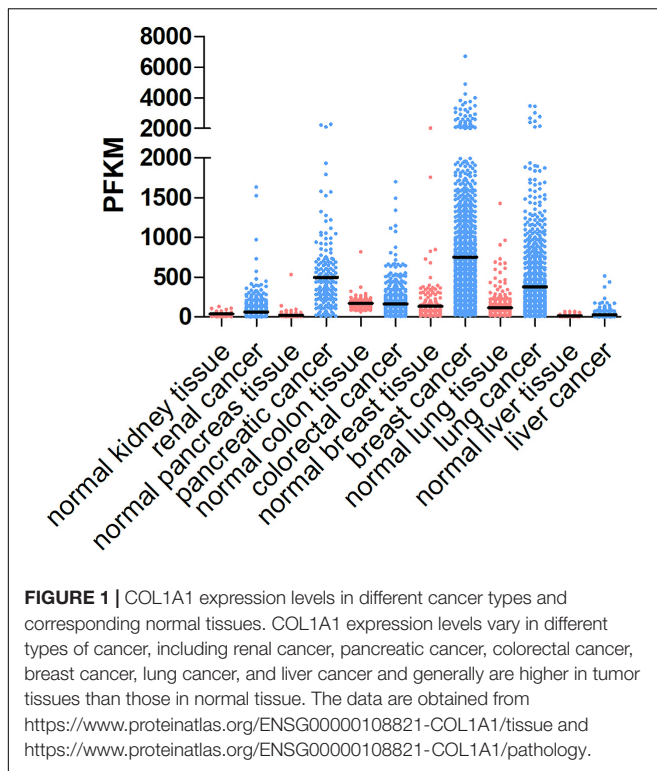 8000
6000
4000
2000
2000
1500
1000
500
0
PFKM
normal kidney tissue
renal cancer
normal pancreas tissue
pancreatic cancer
normal colon tissue
colorectal cancer
normal breast tissue
breast cancer
normal lung tissue
lung cancer
normal liver tissue
liver cancer
FIGURE 1 | COL1A1 expression levels in different cancer types and
corresponding normal tissues. COL1A1 expression levels vary in different
types of cancer, including renal cancer, pancreatic cancer, colorectal cancer,
breast cancer, lung cancer, and liver cancer and generally are higher in tumor
tissues than those in normal tissue. The data are obtained from
https://www.proteinatlas.org/ENSG00000108821-COL1A1/tissue and
https://www.proteinatlas.org/ENSG00000108821-COL1A1/pathology.